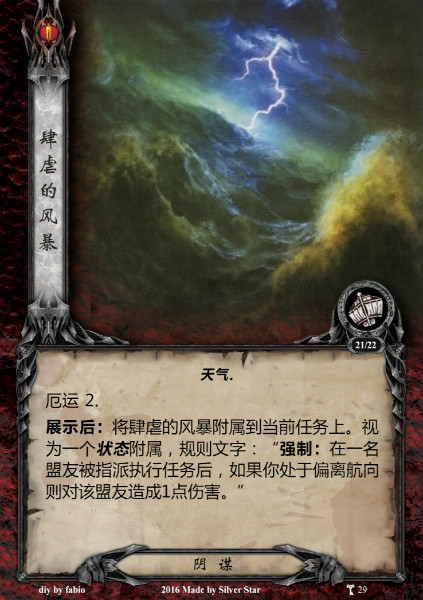 肆虐的风暴
21/22
天气.
厄运 2.
展示后：将肆虐的风暴附属到当前任务上。视
为一个状态附属，规则文字：“强制：在一名
盟友被指派执行任务后，如果你处于偏离航向
则对该盟友造成1点伤害。”
阴谋
diy by fabio
2016 Made by Silver Star
29